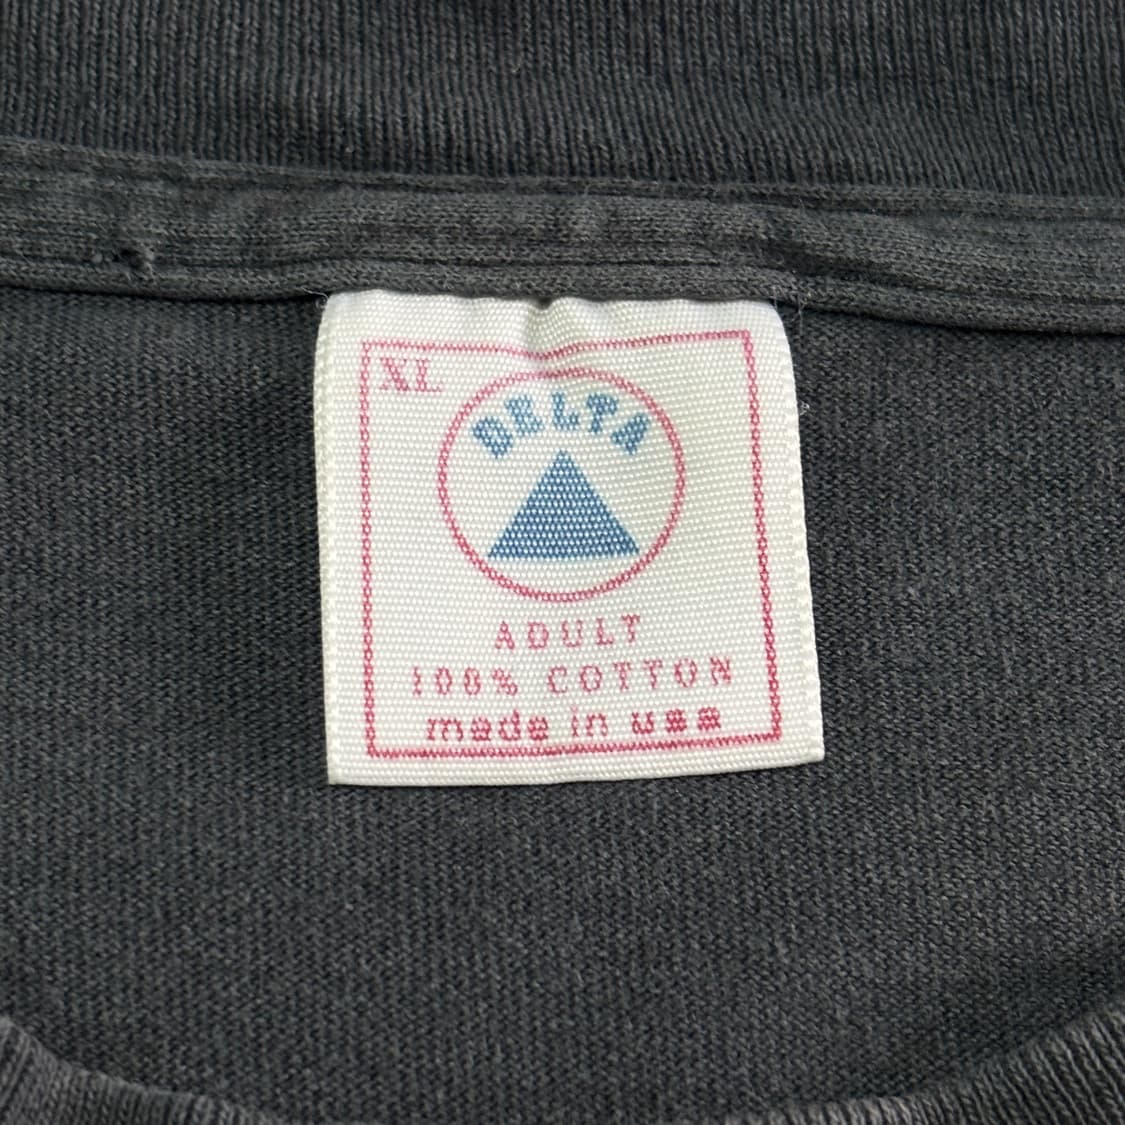 XL
DELTA
ADULT
100% COTTON
made in usa